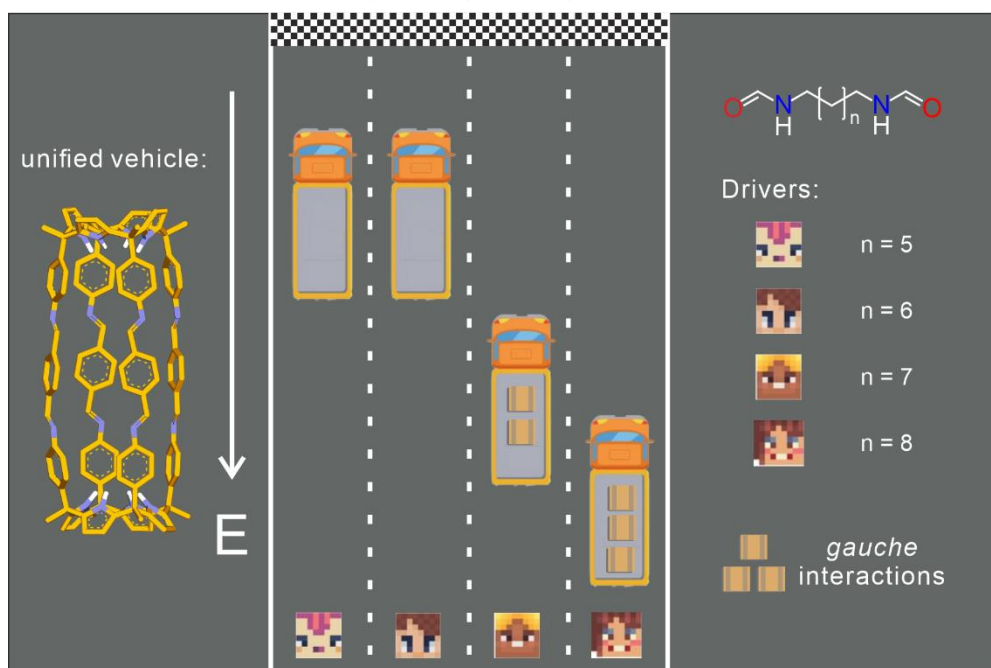 unified vehicle:
E
O N H n N H O
Drivers:
n = 5
n = 6
n = 7
n = 8
gauche
interactions